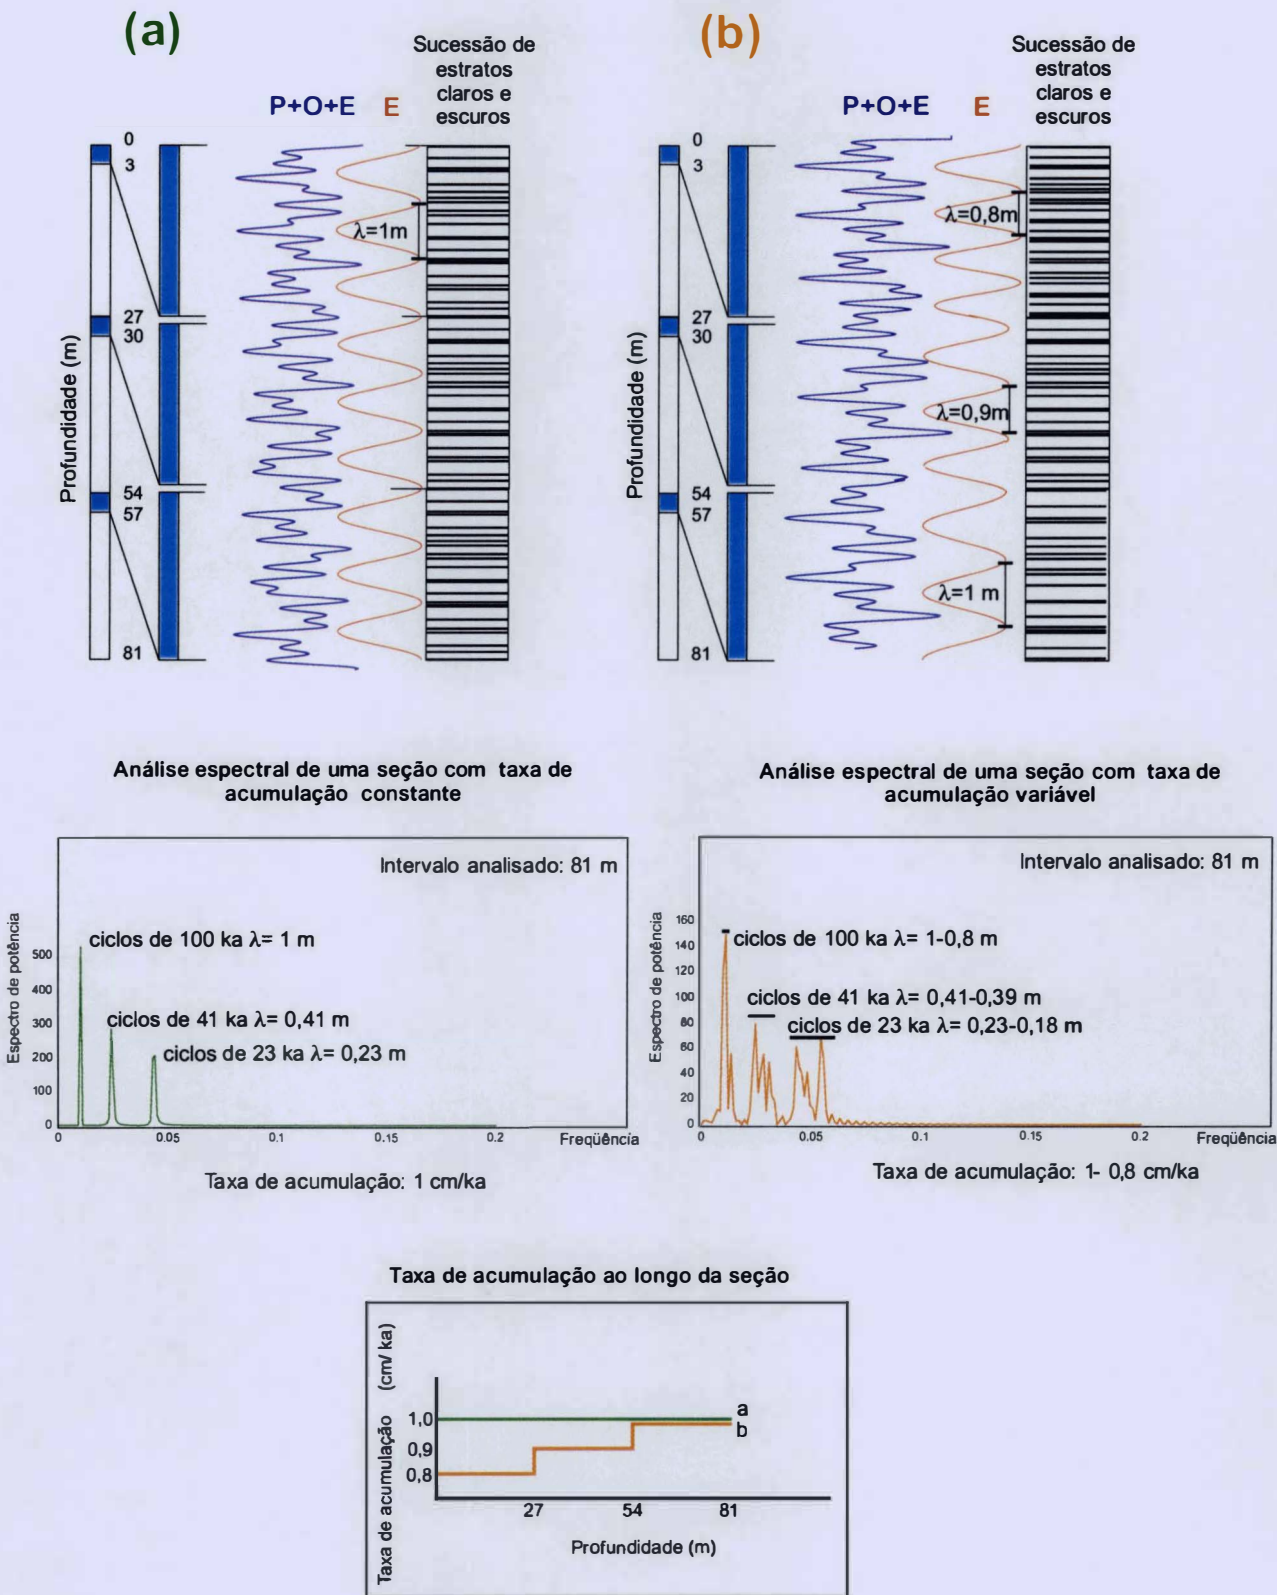 (a)
Sucessão de
estratos
claros e
escuros
P+O+E E
0
3
27
30
54
57
81
Profundidade (m)
λ=1m
(b)
Sucessão de
estratos
claros e
escuros
P+O+E E
0
3
27
30
54
57
81
Profundidade (m)
λ=0,8m
λ=0,9m
λ=1 m
Análise espectral de uma seção com taxa de
acumulação constante
Intervalo analisado: 81 m
Espectro de potência
500
400
300
200
100
0
ciclos de 100 ka λ= 1 m
ciclos de 41 ka λ= 0,41 m
ciclos de 23 ka λ= 0,23 m
0 0.05 0.1 0.15 0.2 Freqüência
Taxa de acumulação: 1 cm/ka
Análise espectral de uma seção com taxa de
acumulação variável
Intervalo analisado: 81 m
Espectro de potência
160
140
120
100
80
60
40
20
0
ciclos de 100 ka λ= 1-0,8 m
ciclos de 41 ka λ= 0,41-0,39 m
ciclos de 23 ka λ= 0,23-0,18 m
0 0.05 0.1 0.15 0.2 Freqüência
Taxa de acumulação: 1- 0,8 cm/ka
Taxa de acumulação ao longo da seção
Taxa de acumulação (cm/ ka)
1,0
0,9
0,8
a
b
27 54 81
Profundidade (m)